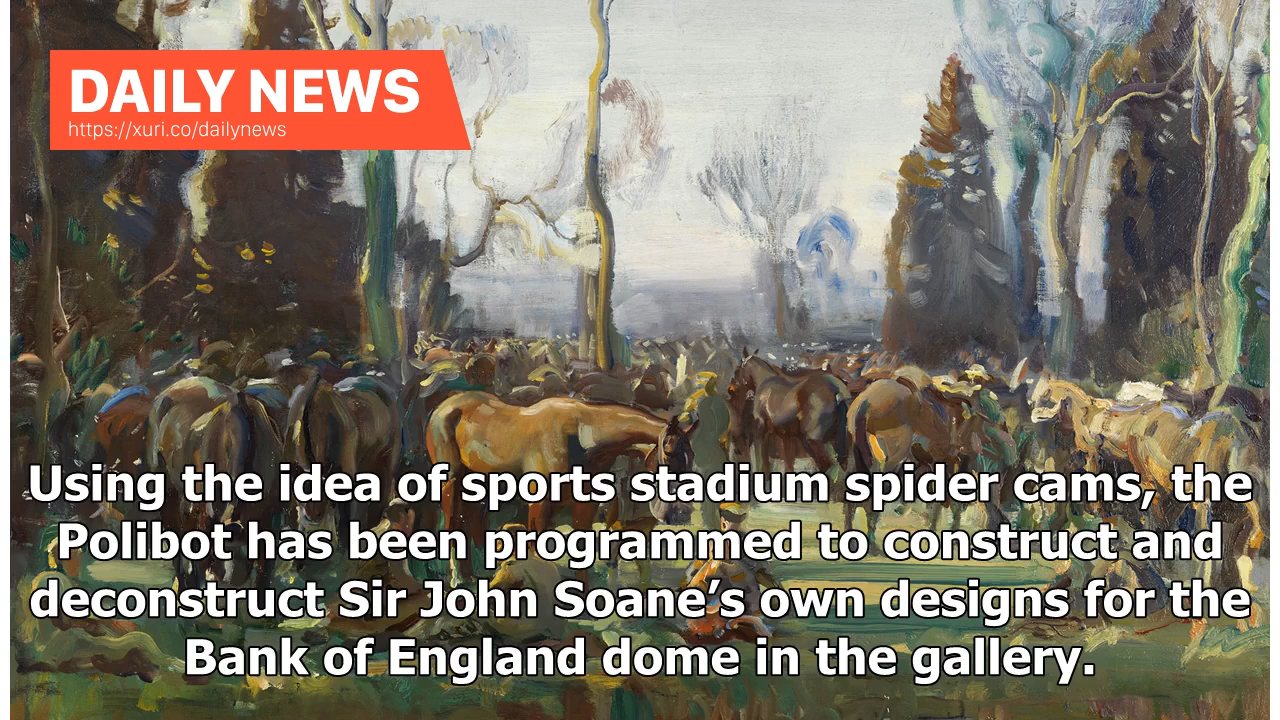 DAILY NEWS
https://xuri.co/dailynews
Using the idea of sports stadium spider cams, the
Polibot has been programmed to construct and
deconstruct Sir John Soane’s own designs for the
Bank of England dome in the gallery.